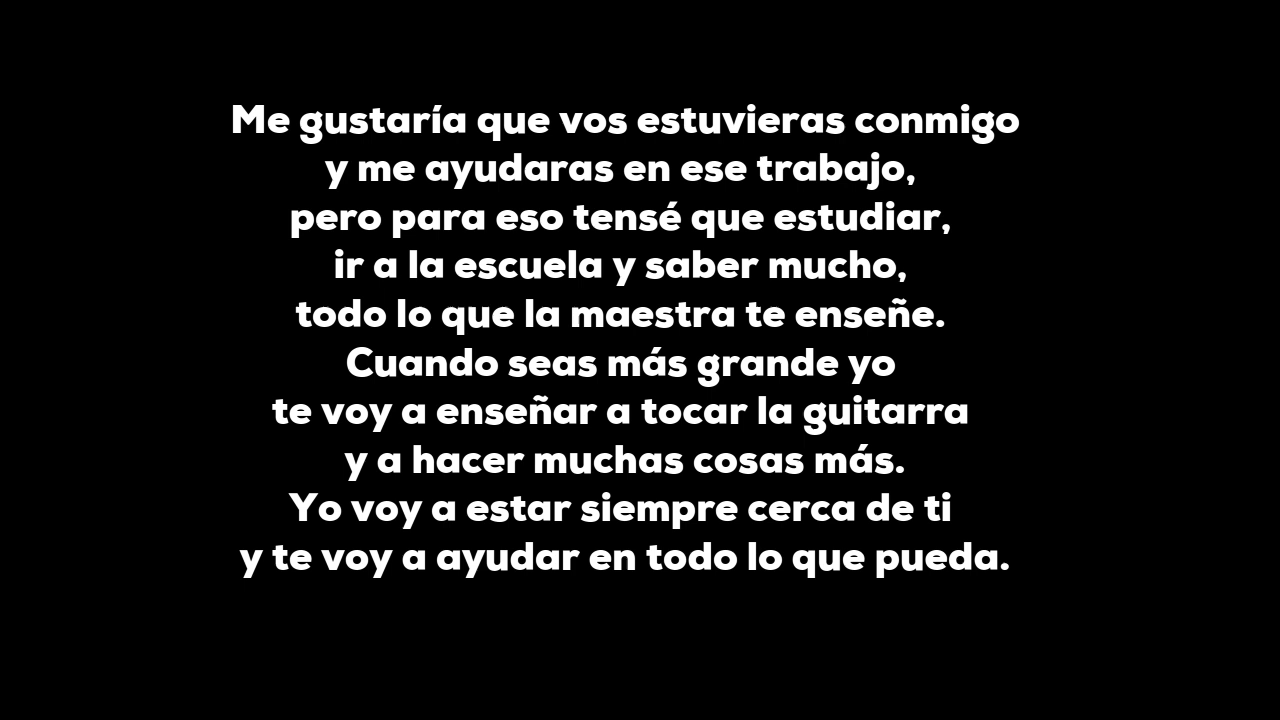 Me gustaría que vos estuvieras conmigo
y me ayudaras en ese trabajo,
pero para eso tensé que estudiar,
ir a la escuela y saber mucho,
todo lo que la maestra te enseñe.
Cuando seas más grande yo
te voy a enseñar a tocar la guitarra
y a hacer muchas cosas más.
Yo voy a estar siempre cerca de ti
y te voy a ayudar en todo lo que pueda.